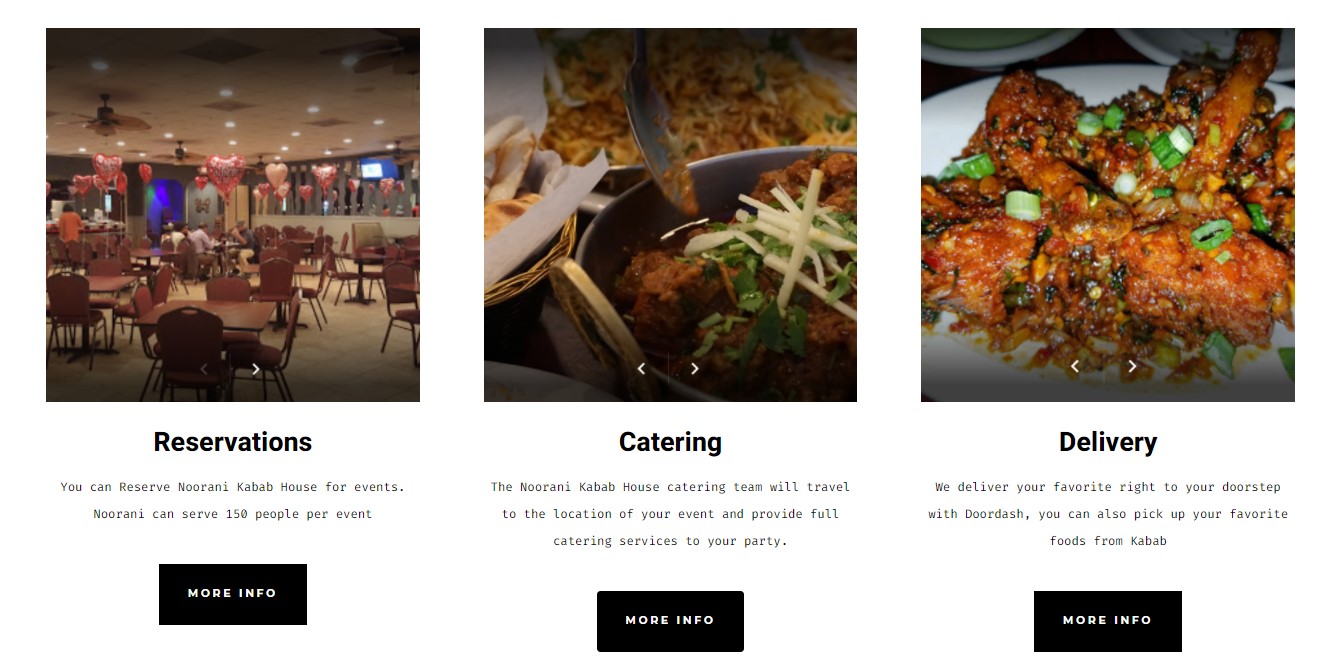 Reservations
You can Reserve Noorani Kabab House for events.
Noorani can serve 150 people per event
MORE INFO
Catering
The Noorani Kabab House catering team will travel
to the location of your event and provide full
catering services to your party.
MORE INFO
Delivery
We deliver your favorite right to your doorstep
with Doordash, you can also pick up your favorite
foods from Kabab
MORE INFO